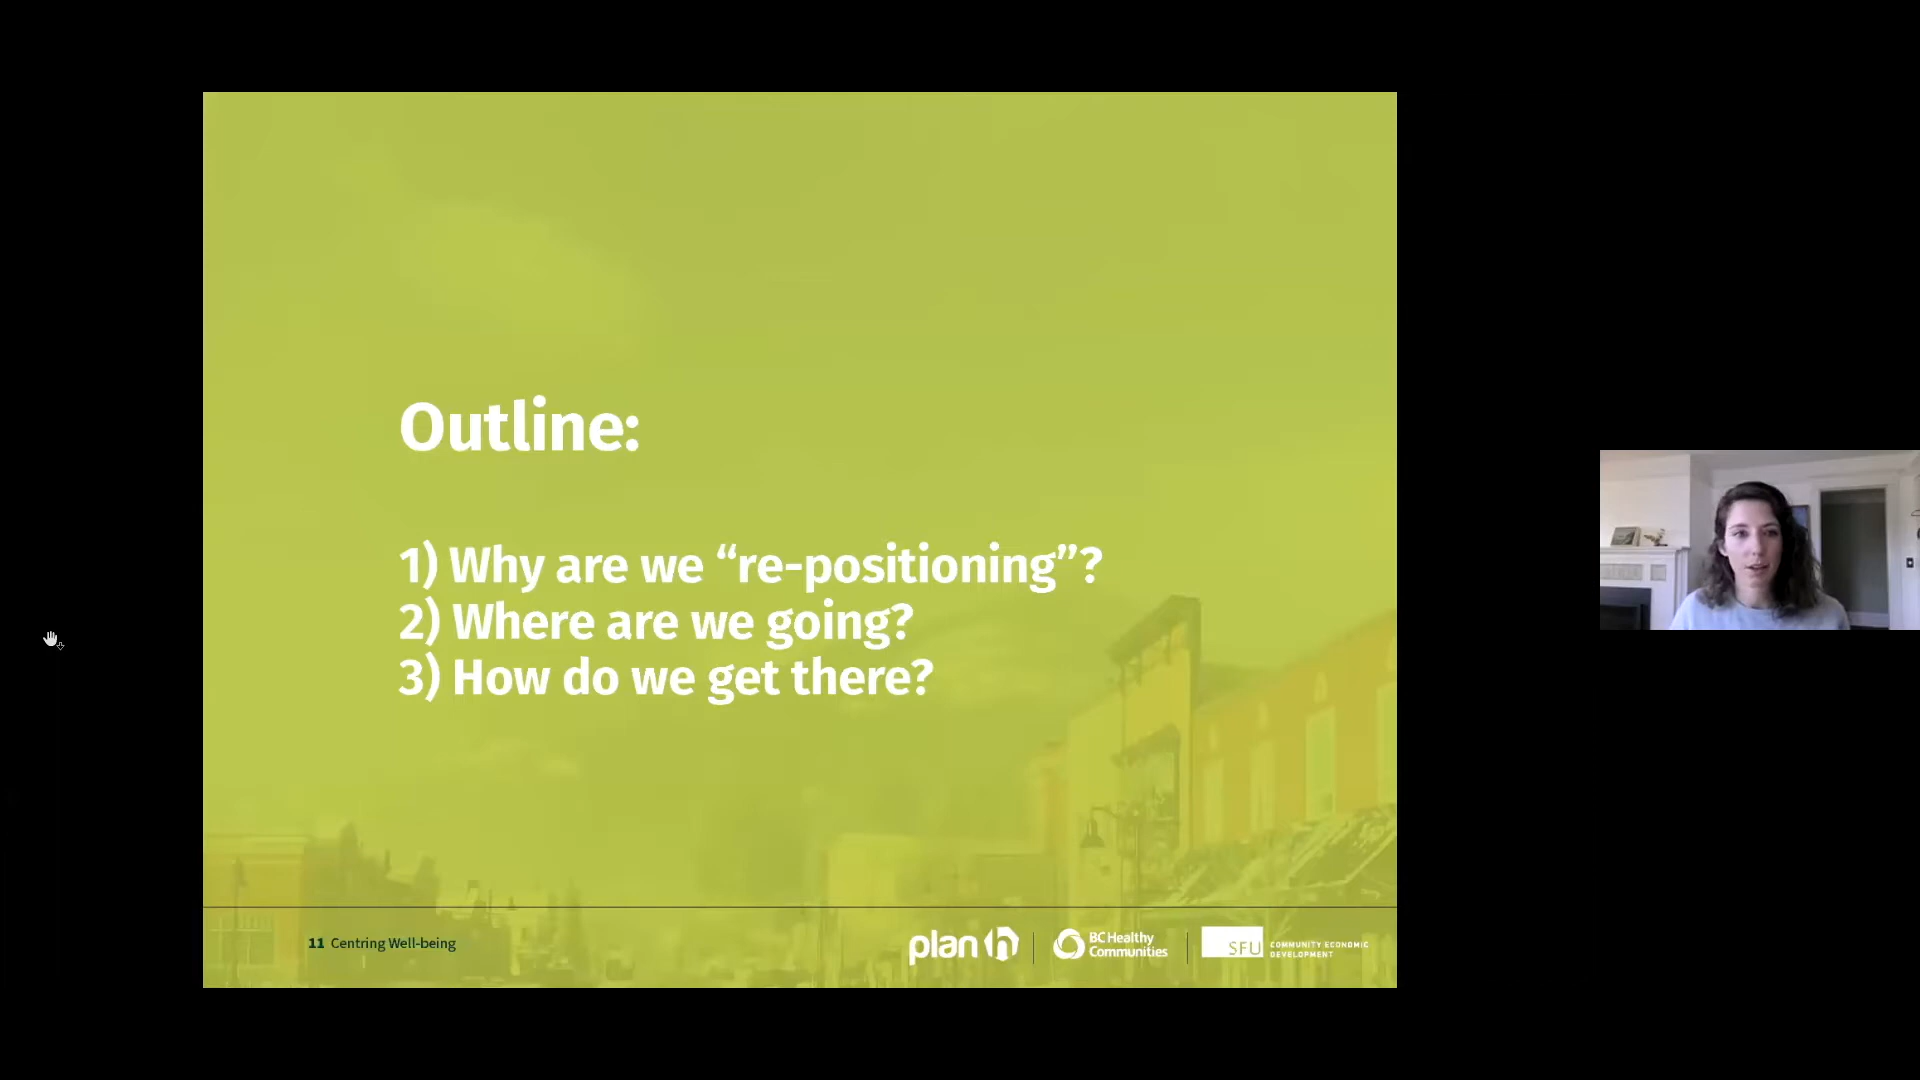 Outline:
1) Why are we “re-positioning”?
2) Where are we going?
3) How do we get there?
11 Centring Well-being
plan h
BC Healthy
Communities
SFU
COMMUNITY ECONOMIC
DEVELOPMENT